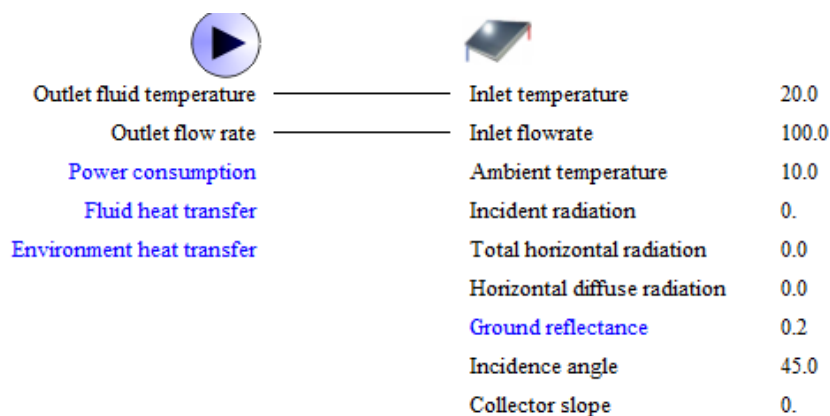 Outlet fluid temperature Inlet temperature 20.0
Outlet flow rate Inlet flowrate 100.0
Power consumption Ambient temperature 10.0
Fluid heat transfer Incident radiation 0.
Environment heat transfer Total horizontal radiation 0.0
Horizontal diffuse radiation 0.0
Ground reflectance 0.2
Incidence angle 45.0
Collector slope 0.